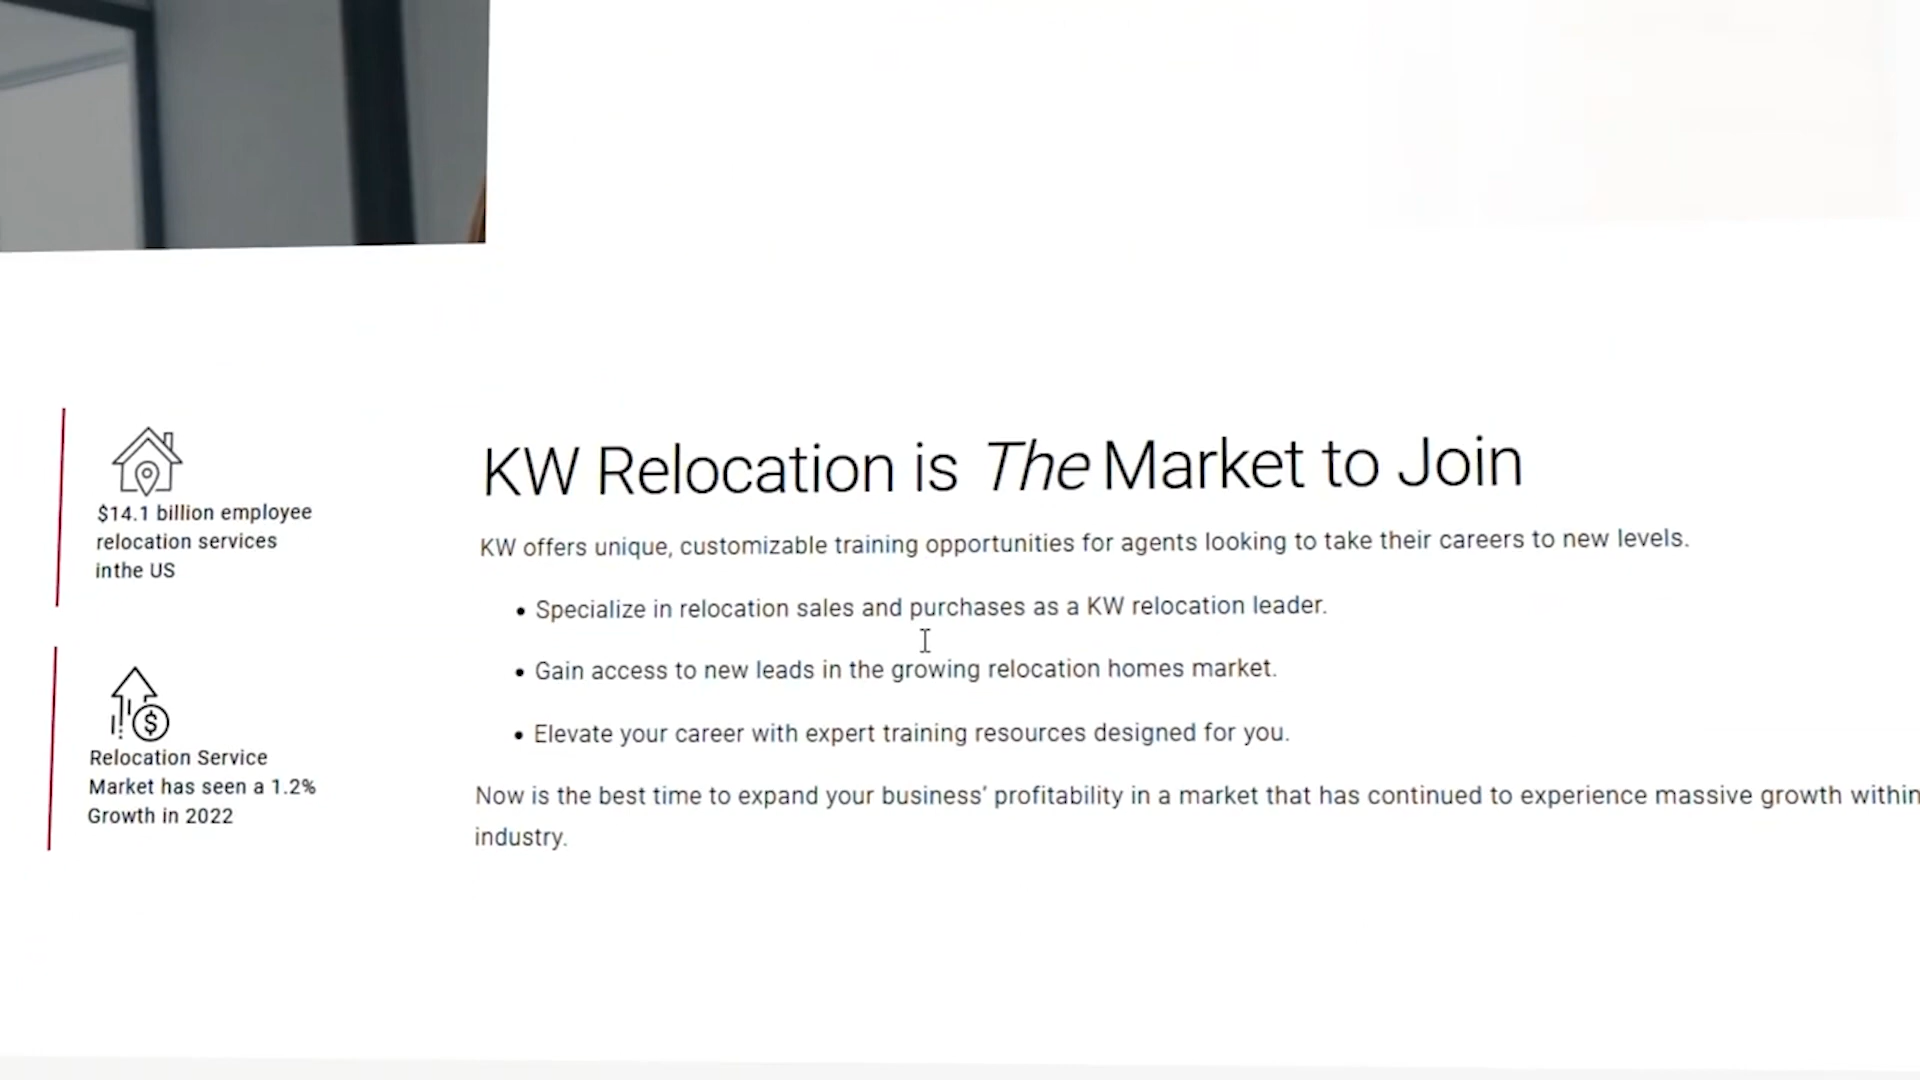 $14.1 billion employee
relocation services
inthe US
Relocation Service
Market has seen a 1.2%
Growth in 2022
KW Relocation is The Market to Join
KW offers unique, customizable training opportunities for agents looking to take their careers to new levels.
• Specialize in relocation sales and purchases as a KW relocation leader.
• Gain access to new leads in the growing relocation homes market.
• Elevate your career with expert training resources designed for you.
Now is the best time to expand your business’ profitability in a market that has continued to experience massive growth within
industry.